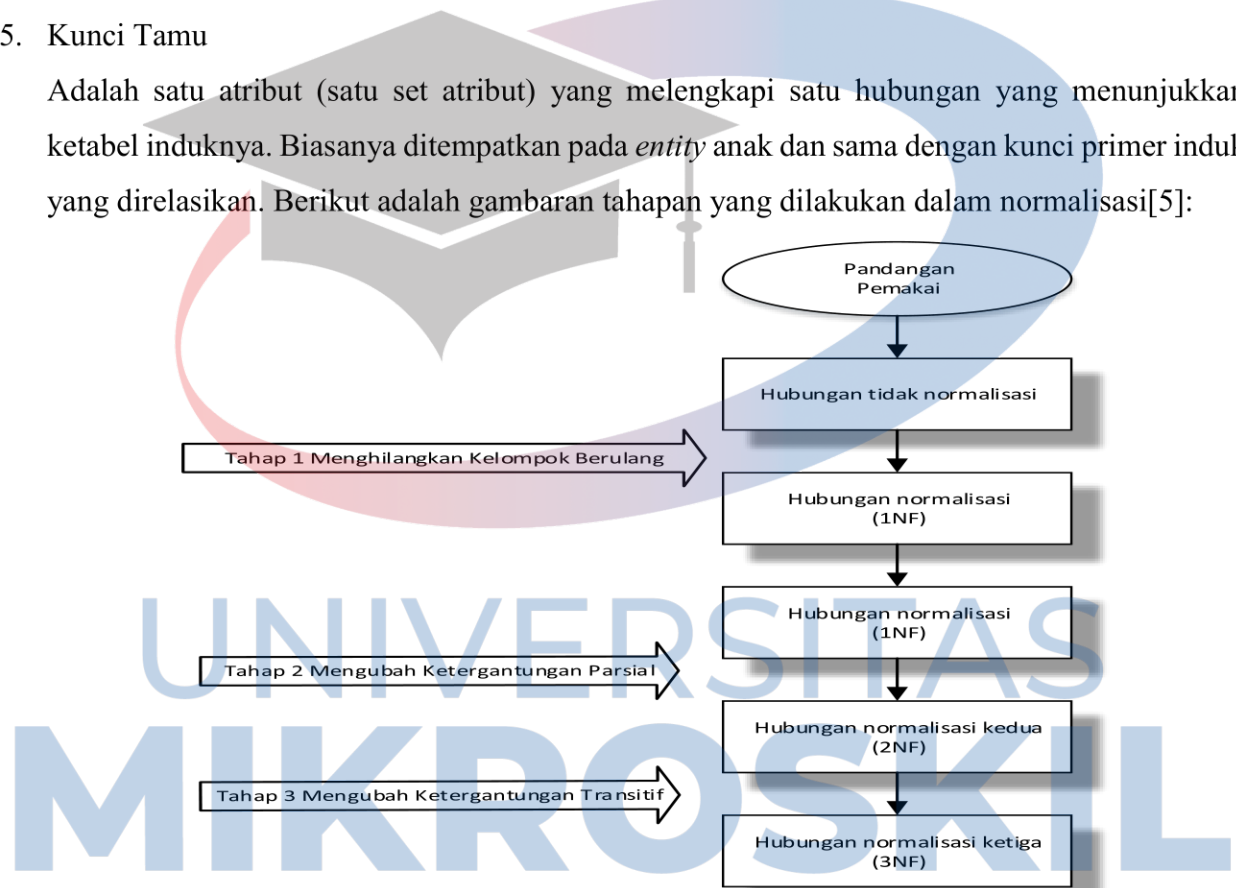 5. Kunci Tamu
Adalah satu atribut (satu set atribut) yang melengkapi satu hubungan yang menunjukkan
ketabel induknya. Biasanya ditempatkan pada entity anak dan sama dengan kunci primer induk
yang direlasikan. Berikut adalah gambaran tahapan yang dilakukan dalam normalisasi[5]:
Pandangan
Pemakai
Hubungan tidak normalisasi
Tahap 1 Menghilangkan Kelompok Berulang
Hubungan normalisasi
(1NF)
Hubungan normalisasi
(1NF)
Tahap 2 Mengubah Ketergantungan Parsial
Hubungan normalisasi kedua
(2NF)
Tahap 3 Mengubah Ketergantungan Transitif
Hubungan normalisasi ketiga
(3NF)
UNIVERSITAS
MIKROSKIL